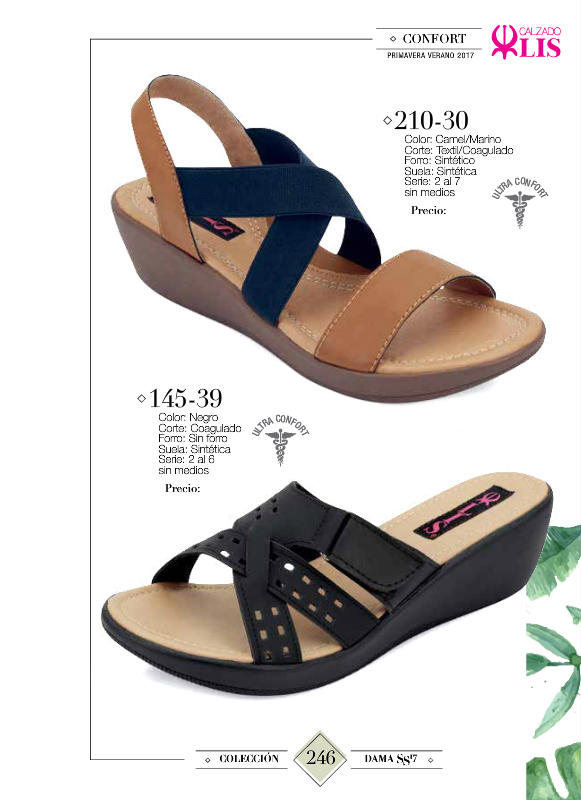 CONFORT
PRIMAVERA VERANO 2017
CALZADO
LIS
210-30
Color: Camel/Marino
Corte: Textil/Coagulado
Forro: Sintético
Suela: Sintética
Serie: 2 al 7
sin medios
Precio:
ULTRA CONFORT
145-39
Color: Negro
Corte: Coagulado
Forro: Sin forro
Suela: Sintética
Serie: 2 al 6
sin medios
Precio:
ULTRA CONFORT
COLECCIÓN
246
DAMA SS'7